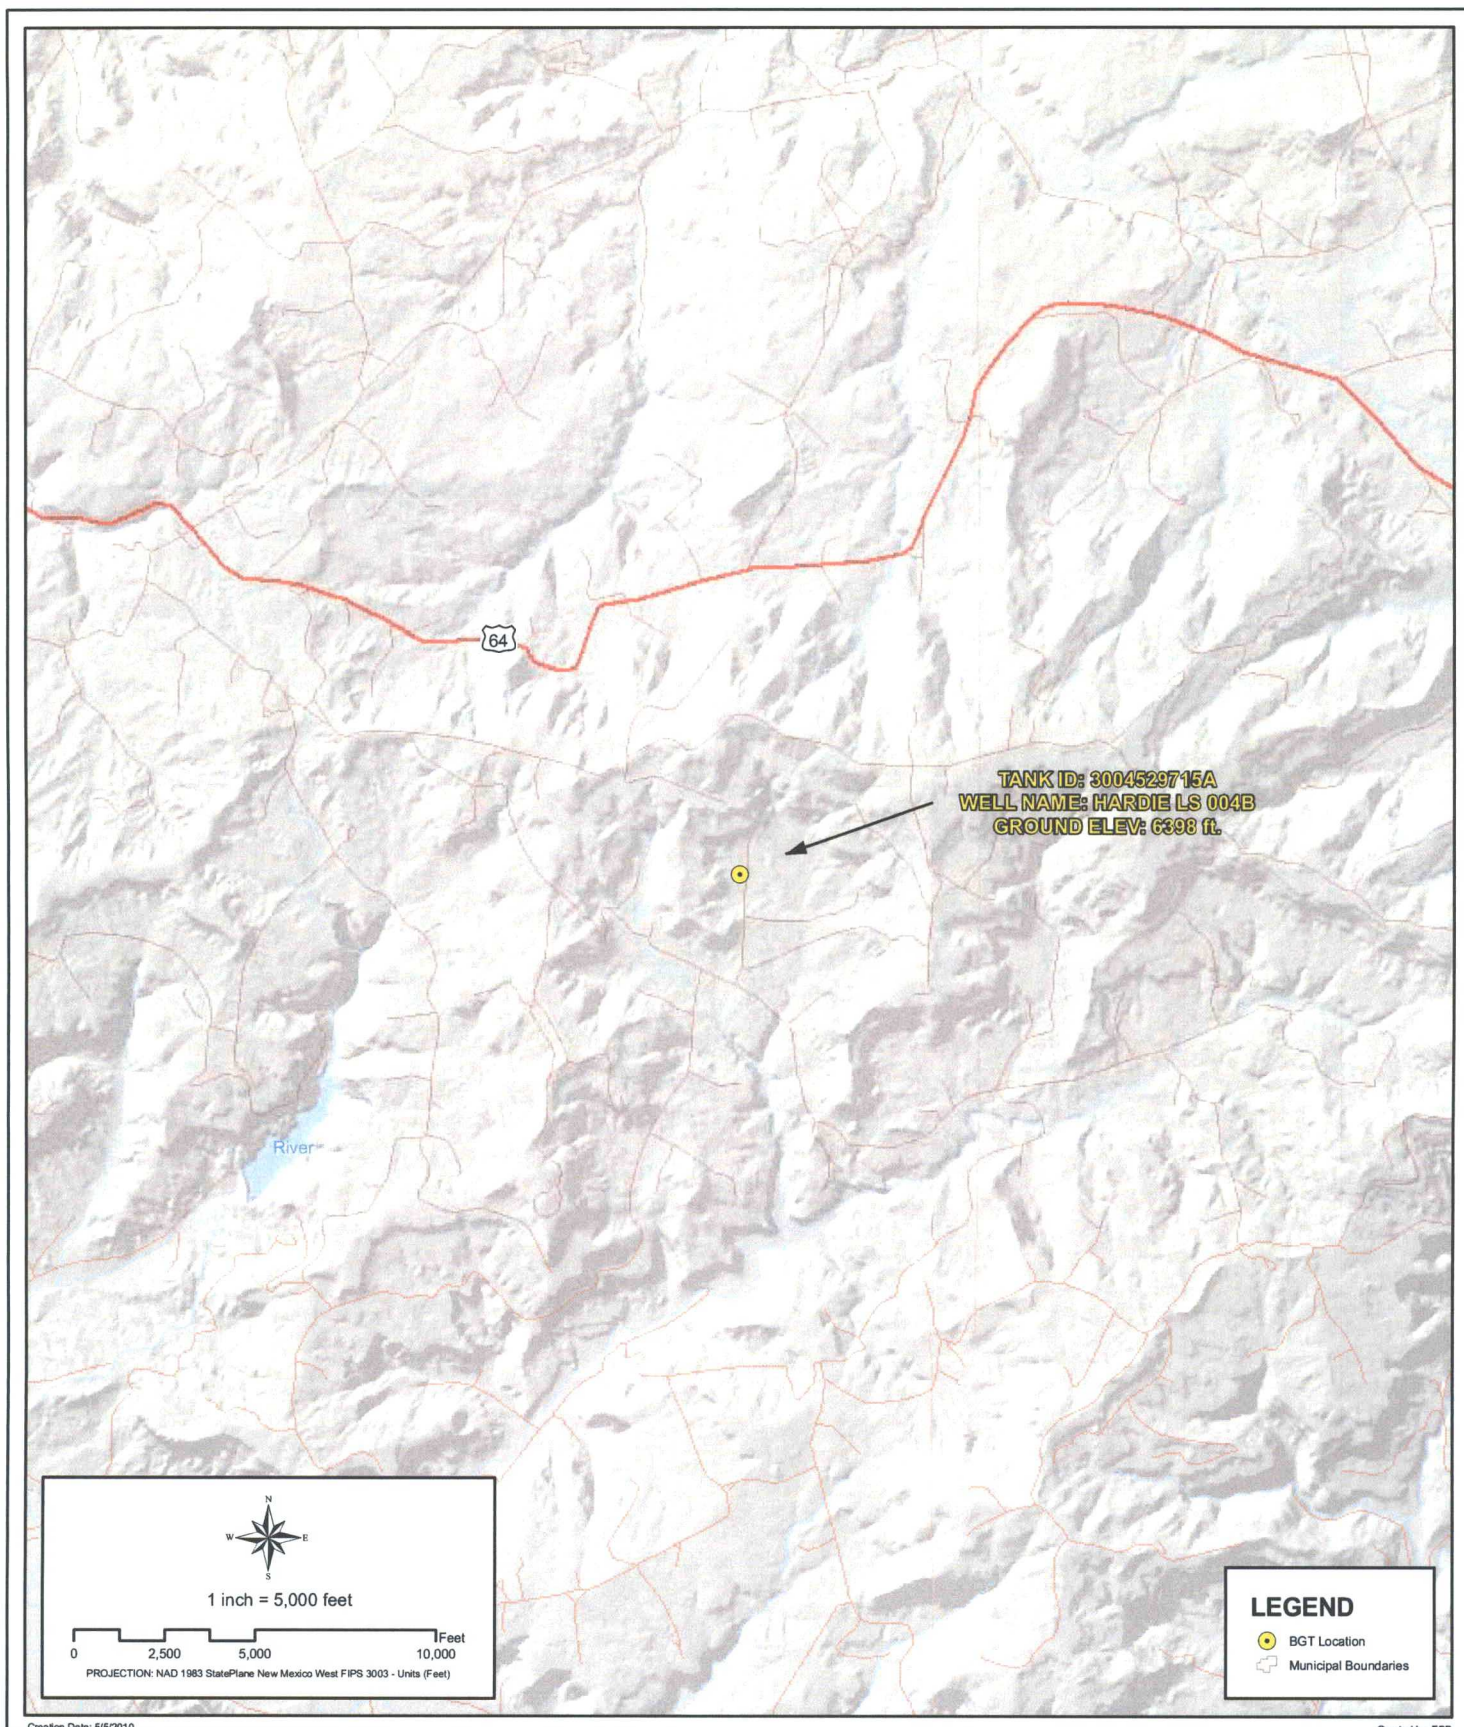 64
TANK ID: 3004529715A
WELL NAME: HARDIE LS 004B
GROUND ELEV: 6398 ft.
River
N
W E
S
1 inch = 5,000 feet
Feet
0 2,500 5,000 10,000
PROJECTION: NAD 1983 StatePlane New Mexico West FIPS 3003 - Units (Feet)
LEGEND
BGT Location
Municipal Boundaries